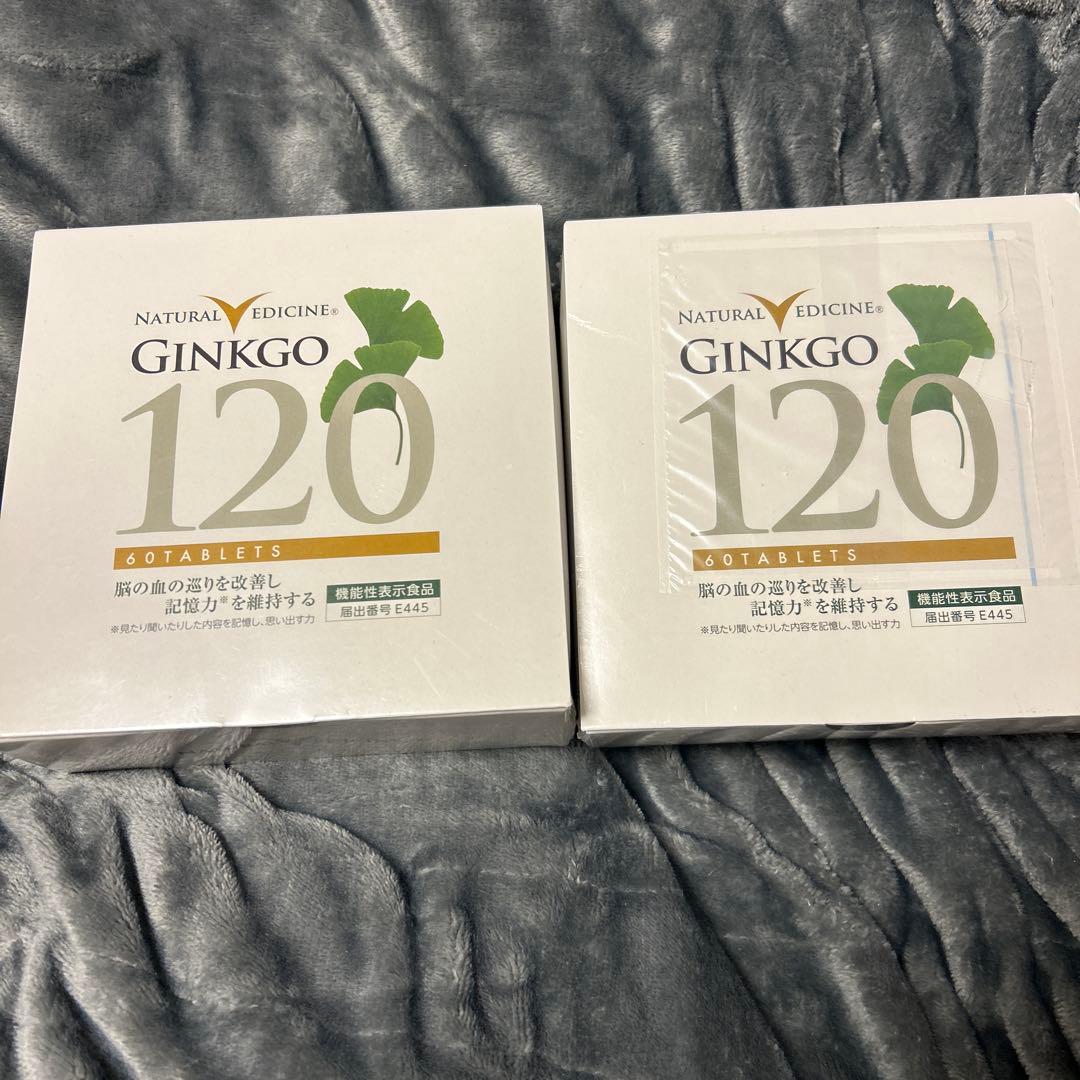 NATURAL EDICINE®
GINKGO
120
60TABLETS
脳の血の巡りを改善し
記憶力※を維持する
※見たり聞いたりした内容を記憶し、思い出す力
機能性表示食品
届出番号 E445
NATURAL EDICINE®
GINKGO
120
60TABLETS
脳の血の巡りを改善し
記憶力※を維持する
※見たり聞いたりした内容を記憶し、思い出す力
機能性表示食品
届出番号 E445